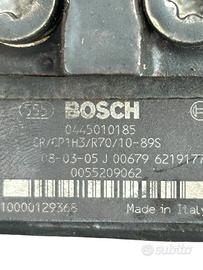 BOSCH
0445010185
CR/CP1H3/R70/10-89S
08-03-05 J 00679 6219177
0055209062
10000129368
Made in Italy
subito